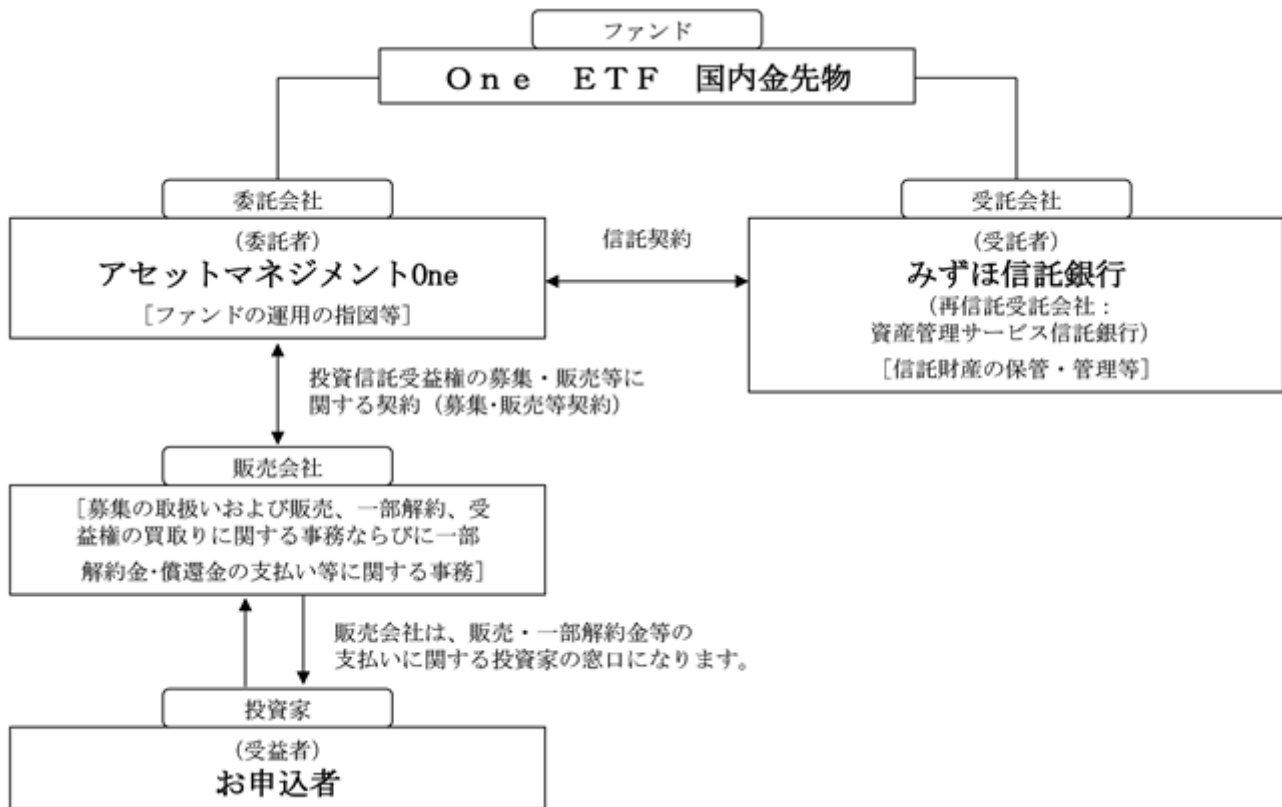 ファンド
Ｏｎｅ　ＥＴＦ　国内金先物
委託会社
(委託者)
アセットマネジメントOne
[ファンドの運用の指図等]
信託契約
受託会社
(受託者)
みずほ信託銀行
(再信託受託会社：
資産管理サービス信託銀行)
[信託財産の保管・管理等]
投資信託受益権の募集・販売等に
関する契約（募集･販売等契約）
販売会社
[募集の取扱いおよび販売、一部解約、受
益権の買取りに関する事務ならびに一部
解約金･償還金の支払い等に関する事務]
販売会社は、販売・一部解約金等の
支払いに関する投資家の窓口になります。
投資家
(受益者)
お申込者